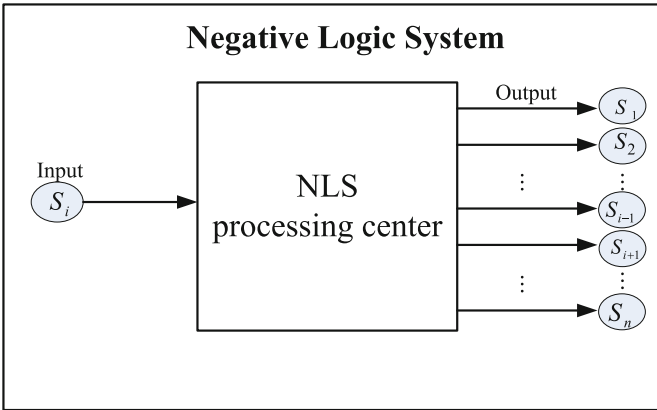 Negative Logic System
Input
S_i
NLS
processing center
Output
S_1
S_2
⋮ ⋮
S_{i-1}
S_{i+1}
⋮ ⋮
S_n